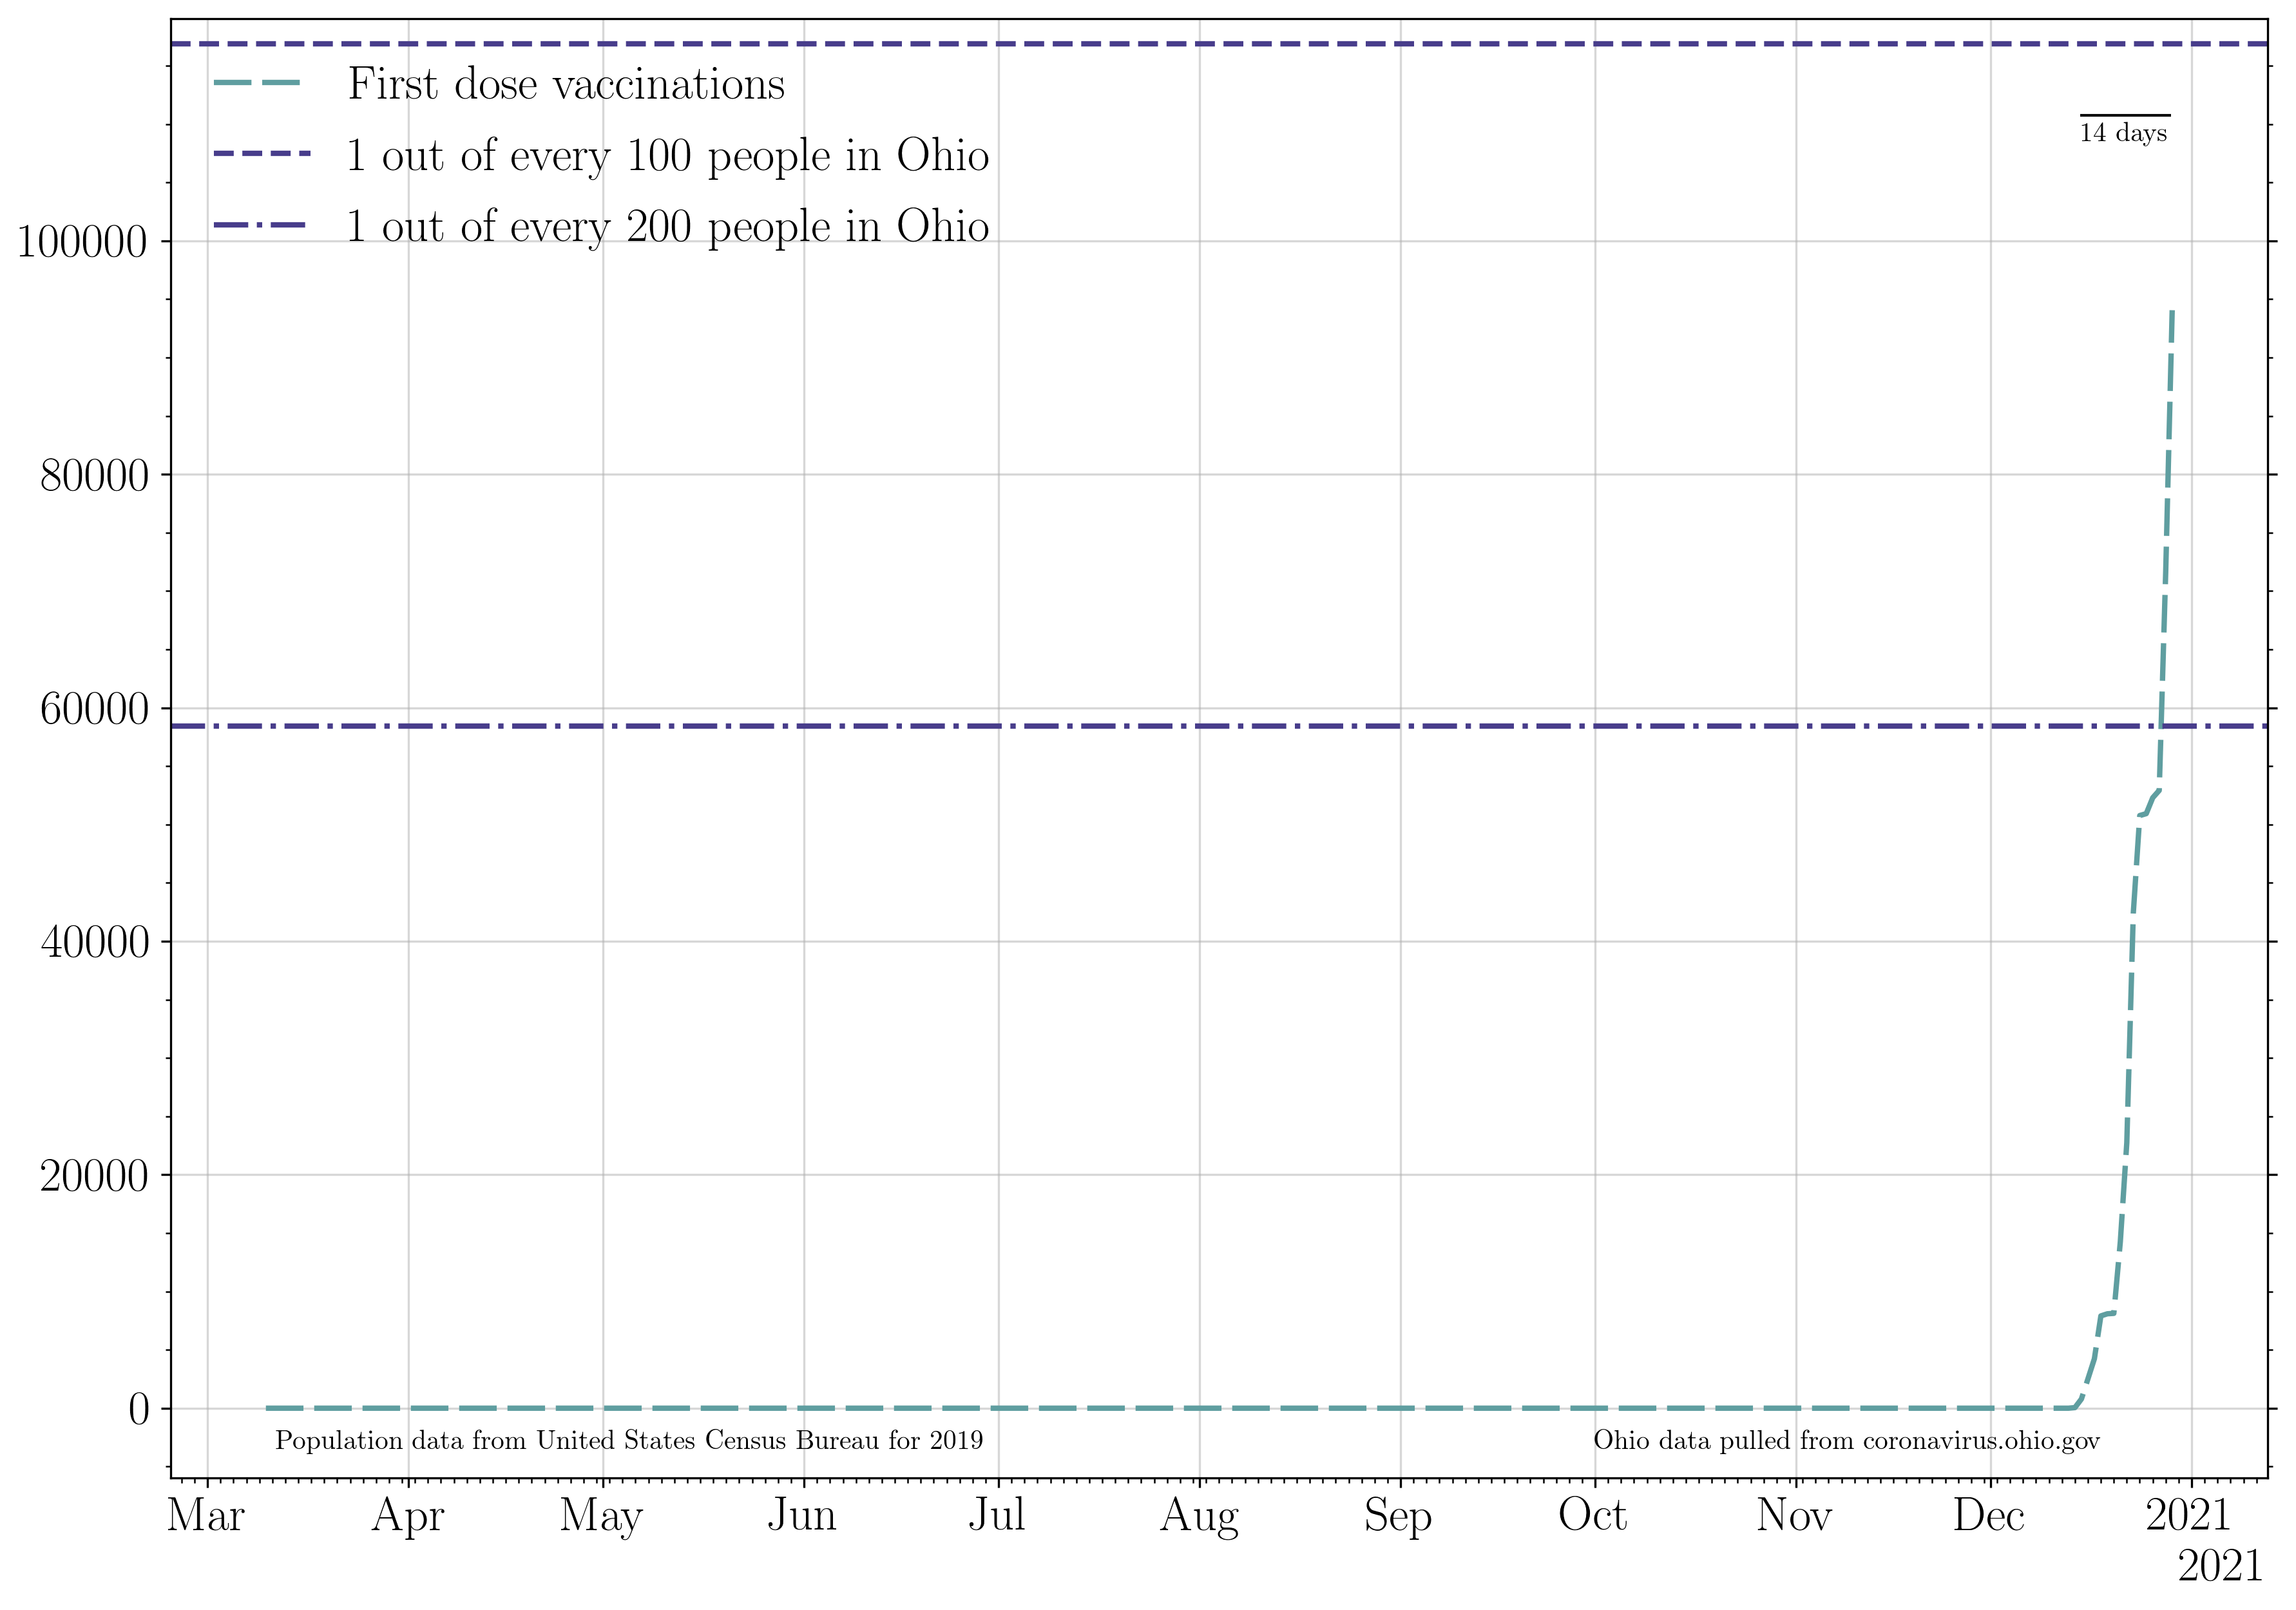 First dose vaccinations
1 out of every 100 people in Ohio
1 out of every 200 people in Ohio
14 days
100000
80000
60000
40000
20000
0
Population data from United States Census Bureau for 2019
Ohio data pulled from coronavirus.ohio.gov
Mar Apr May Jun Jul Aug Sep Oct Nov Dec 2021
2021